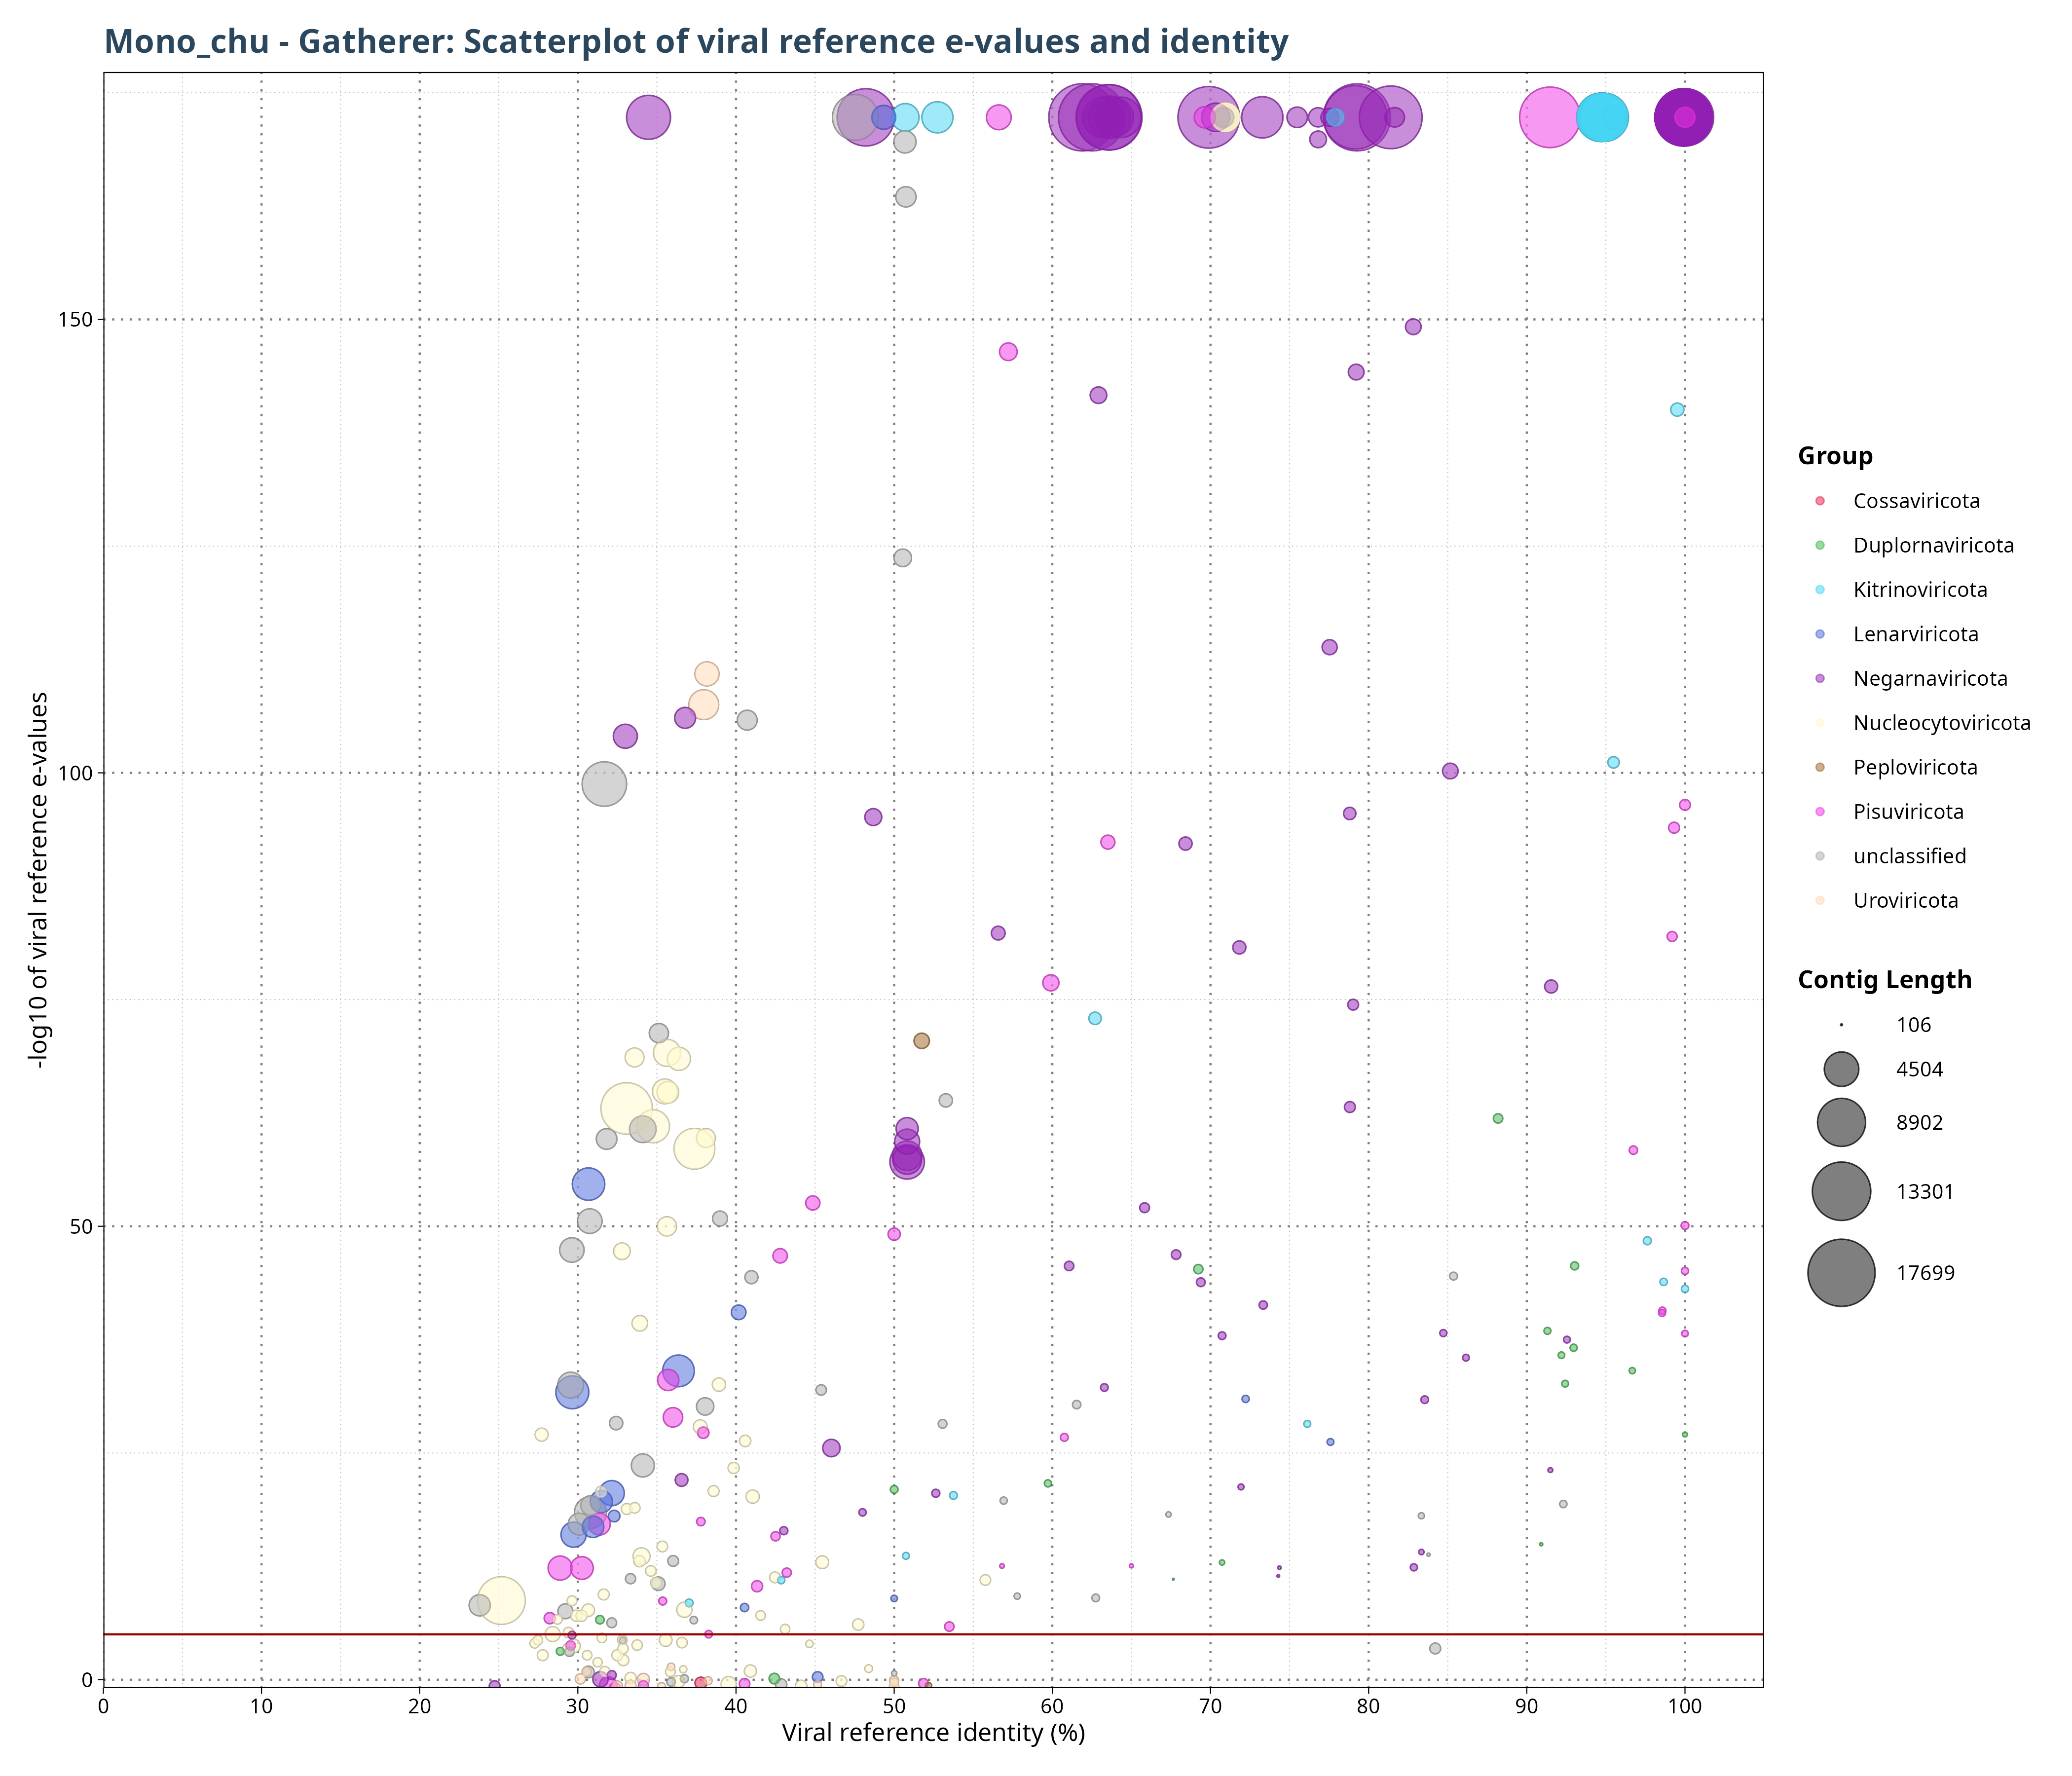 Mono_chu - Gatherer: Scatterplot of viral reference e-values and identity
-log10 of viral reference e-values
150
100
50
0
0 10 20 30 40 50 60 70 80 90 100
Viral reference identity (%)
Group
Cossaviricota
Duplornaviricota
Kitrinoviricota
Lenarviricota
Negarnaviricota
Nucleocytoviricota
Peploviricota
Pisuviricota
unclassified
Uroviricota
Contig Length
106
4504
8902
13301
17699